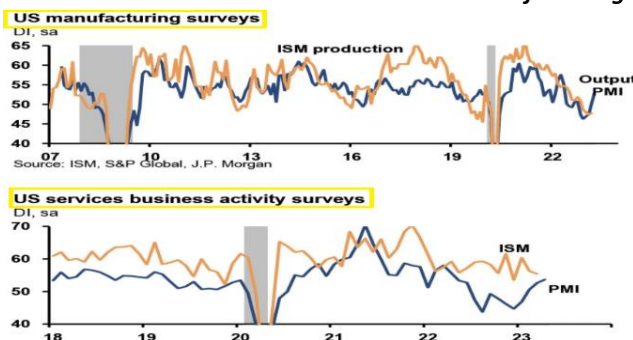 US manufacturing surveys
DI, sa
65
60
55
50
45
40
ISM production
Output
PMI
07 10 13 16 19 22
Source: ISM, S&P Global, J.P. Morgan
US services business activity surveys
DI, sa
70
60
50
40
ISM
PMI
18 19 20 21 22 23